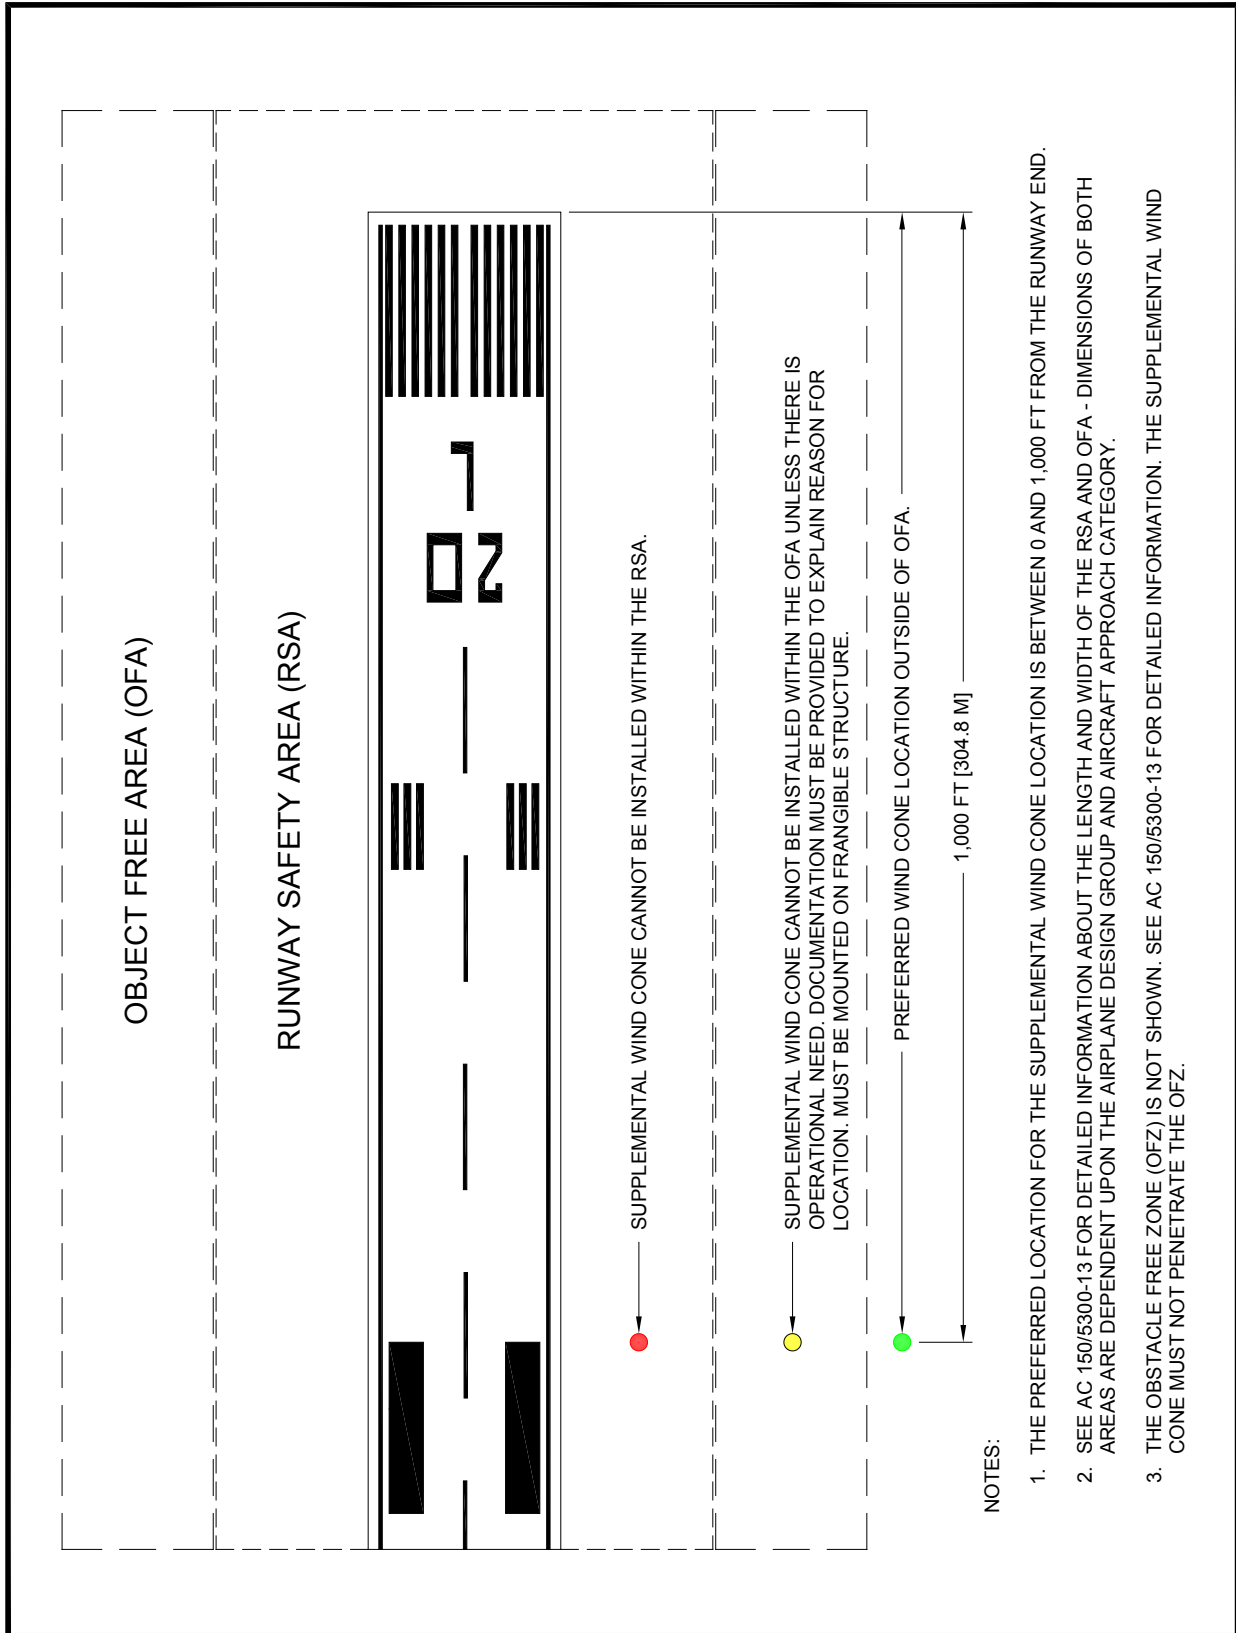 OBJECT FREE AREA (OFA)
RUNWAY SAFETY AREA (RSA)
20
L
SUPPLEMENTAL WIND CONE CANNOT BE INSTALLED WITHIN THE RSA.
SUPPLEMENTAL WIND CONE CANNOT BE INSTALLED WITHIN THE OFA UNLESS THERE IS
OPERATIONAL NEED. DOCUMENTATION MUST BE PROVIDED TO EXPLAIN REASON FOR
LOCATION. MUST BE MOUNTED ON FRANGIBLE STRUCTURE.
PREFERRED WIND CONE LOCATION OUTSIDE OF OFA.
1,000 FT [304.8 M]
NOTES:
1. THE PREFERRED LOCATION FOR THE SUPPLEMENTAL WIND CONE LOCATION IS BETWEEN 0 AND 1,000 FT FROM THE RUNWAY END.
2. SEE AC 150/5300-13 FOR DETAILED INFORMATION ABOUT THE LENGTH AND WIDTH OF THE RSA AND OFA - DIMENSIONS OF BOTH
AREAS ARE DEPENDENT UPON THE AIRPLANE DESIGN GROUP AND AIRCRAFT APPROACH CATEGORY.
3. THE OBSTACLE FREE ZONE (OFZ) IS NOT SHOWN. SEE AC 150/5300-13 FOR DETAILED INFORMATION. THE SUPPLEMENTAL WIND
CONE MUST NOT PENETRATE THE OFZ.